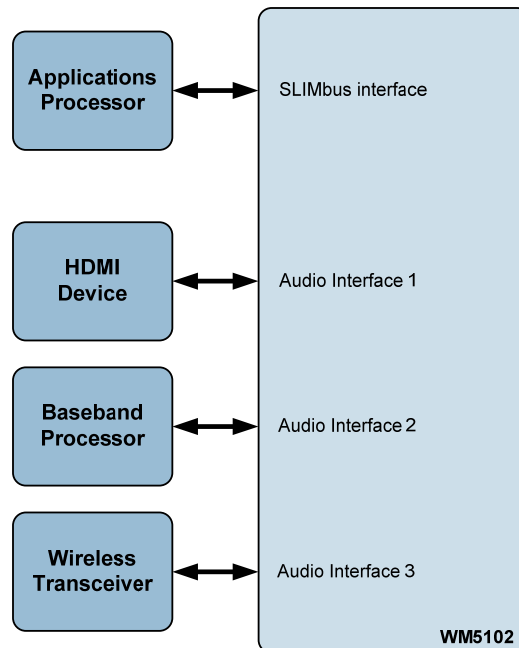 Applications
Processor
SLIMbus interface
HDMI
Device
Audio Interface 1
Baseband
Processor
Audio Interface 2
Wireless
Transceiver
Audio Interface 3
WM5102